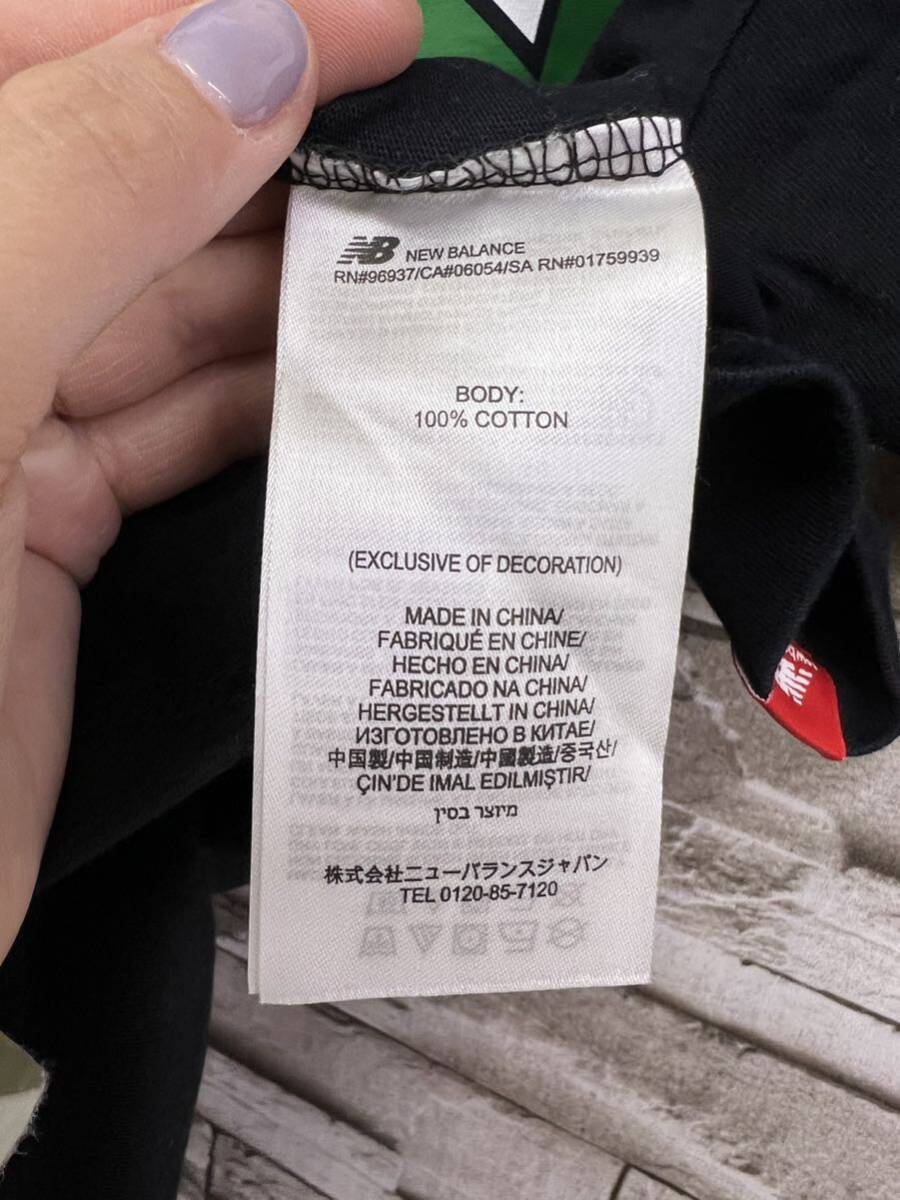 NB NEW BALANCE
RN#96937/CA#06054/SA RN#01759939
BODY:
100% COTTON
(EXCLUSIVE OF DECORATION)
MADE IN CHINA/
FABRIQUÉ EN CHINE/
HECHO EN CHINA/
FABRICADO NA CHINA/
HERGESTELLT IN CHINA/
ИЗГОТОВЛЕНО В КИТАЕ/
中国製/中国制造/中國製造/중국산/
ÇIN'DE IMAL EDILMIŞTIR/
מיוצר בסין
株式会社ニューバランスジャパン
TEL 0120-85-7120